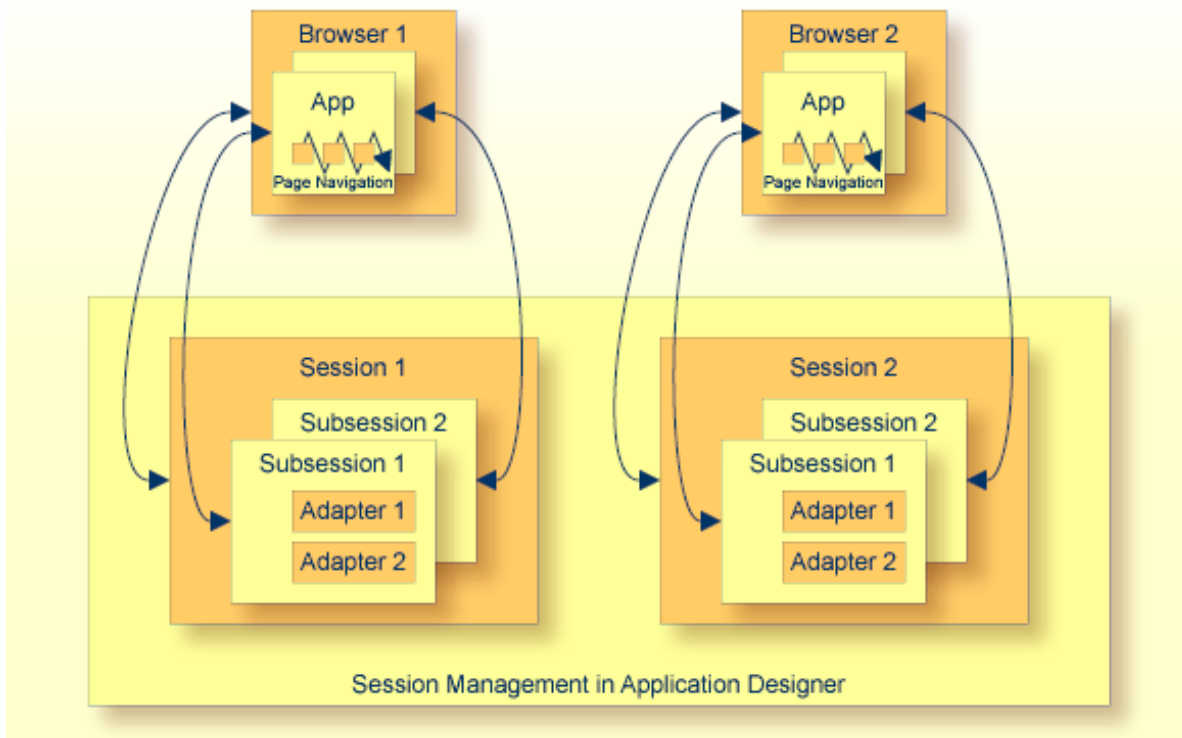 Browser 1
App
Page Navigation
Browser 2
App
Page Navigation
Session 1
Subsession 2
Subsession 1
Adapter 1
Adapter 2
Session 2
Subsession 2
Subsession 1
Adapter 1
Adapter 2
Session Management in Application Designer